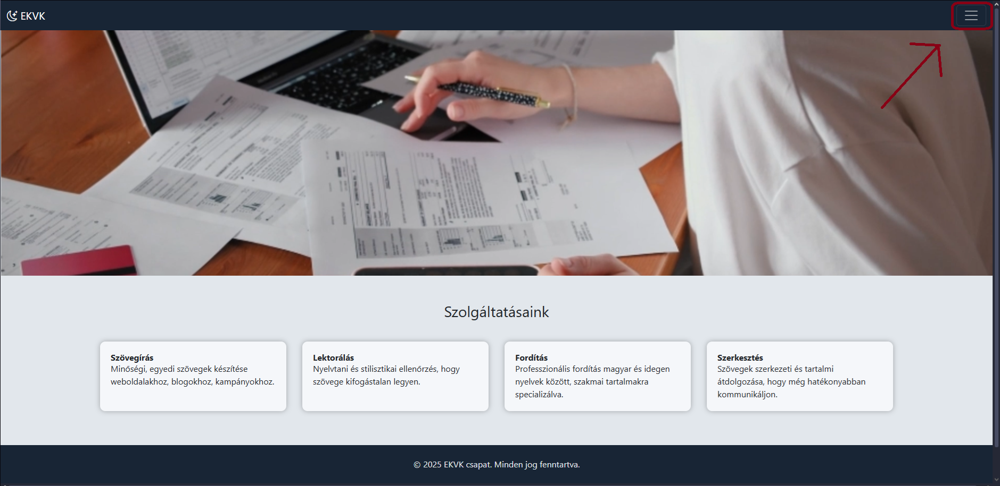 EKVK
Szolgáltatásaink
Szövegírás
Minőségi, egyedi szövegek készítése
weboldalakhoz, blogokhoz, kampányokhoz.
Lektorálás
Nyelvtani és stilisztikai ellenőrzés, hogy
szövege kifogástalan legyen.
Fordítás
Professzionális fordítás magyar és idegen
nyelvek között, szakmai tartalmakra
specializálva.
Szerkesztés
Szövegek szerkezeti és tartalmi
átdolgozása, hogy még hatékonyabban
kommunikáljon.
© 2025 EKVK csapat. Minden jog fenntartva.